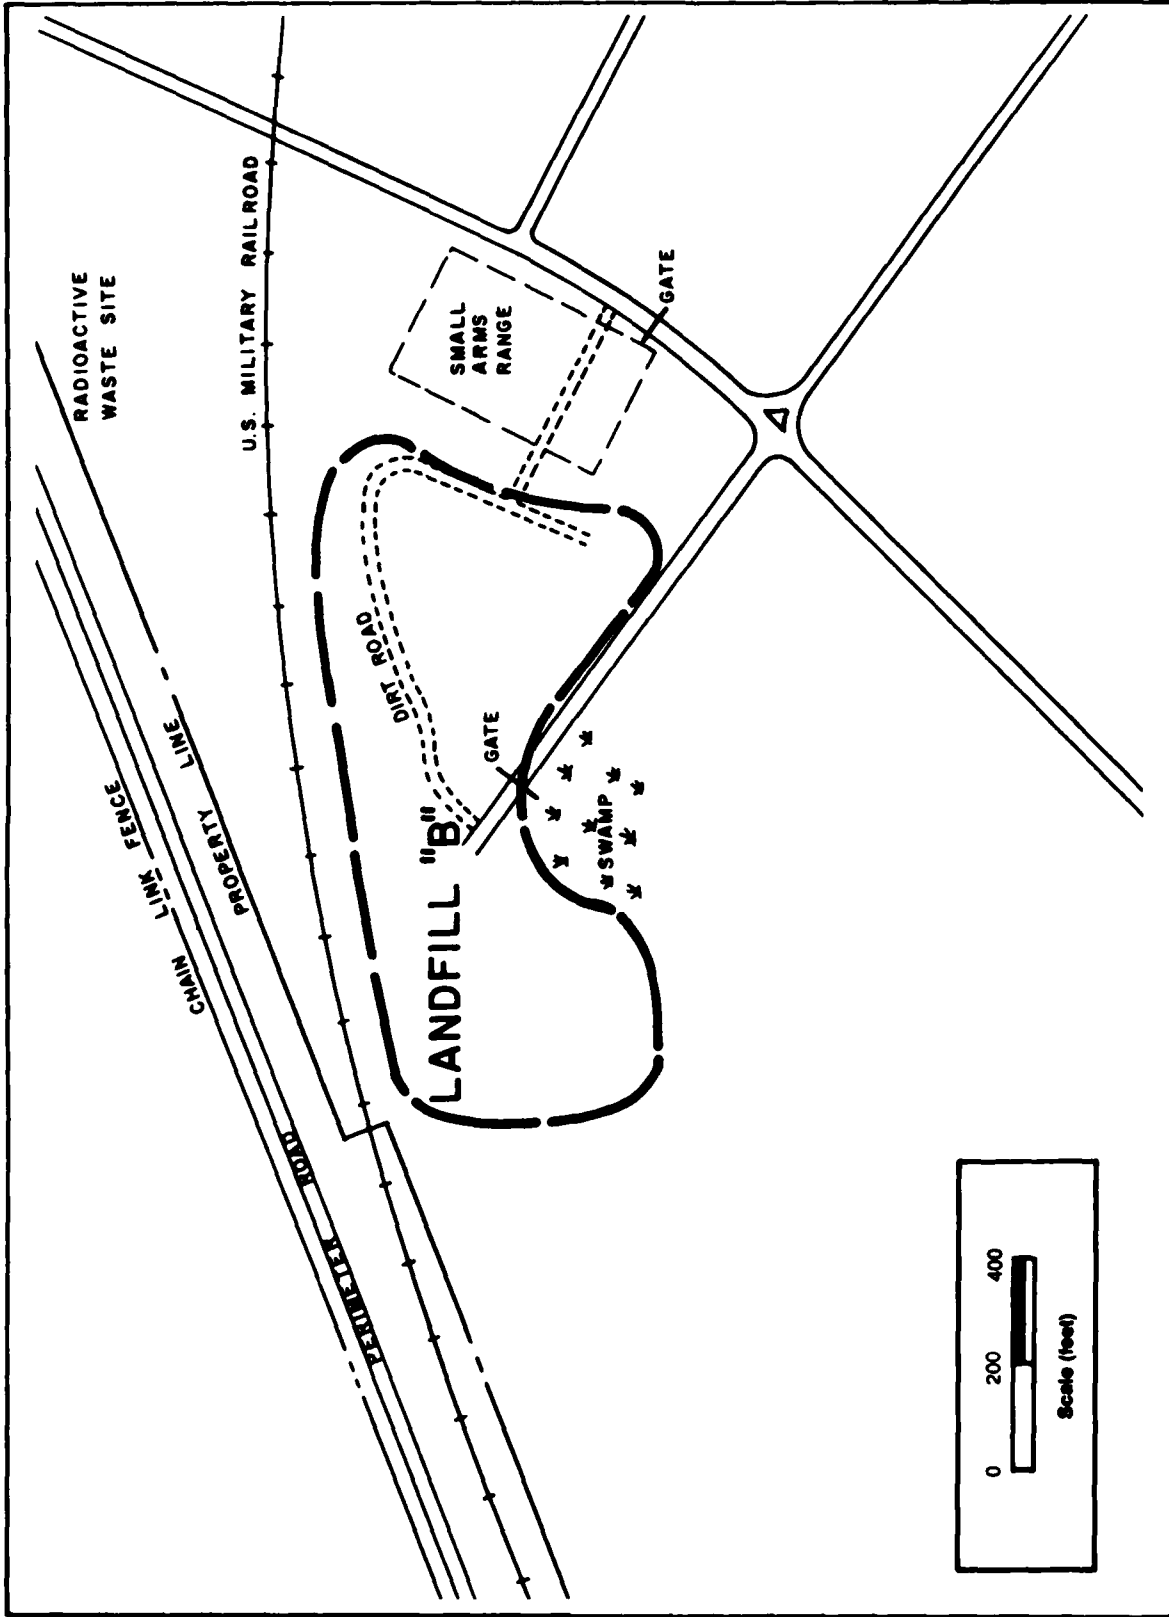 RADIOACTIVE
WASTE SITE
U.S. MILITARY RAILROAD
CHAIN LINK FENCE
PROPERTY LINE
PERIMETER ROAD
SMALL
ARMS
RANGE
GATE
DIRT ROAD
GATE
LANDFILL "B"
SWAMP
0 200 400
Scale (feet)